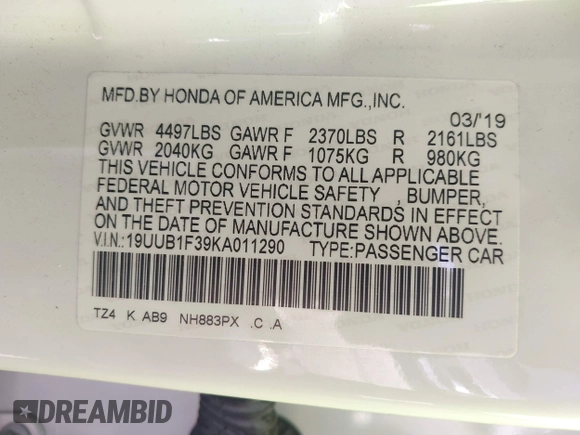 MFD.BY HONDA OF AMERICA MFG.,INC.
03/'19
GVWR 4497LBS GAWR F 2370LBS R 2161LBS
GVWR 2040KG GAWR F 1075KG R 980KG
THIS VEHICLE CONFORMS TO ALL APPLICABLE
FEDERAL MOTOR VEHICLE SAFETY , BUMPER,
AND THEFT PREVENTION STANDARDS IN EFFECT
ON THE DATE OF MANUFACTURE SHOWN ABOVE.
V.I.N.:19UUB1F39KA011290 TYPE:PASSENGER CAR
TZ4 K AB9 NH883PX .C .A
DREAMBID